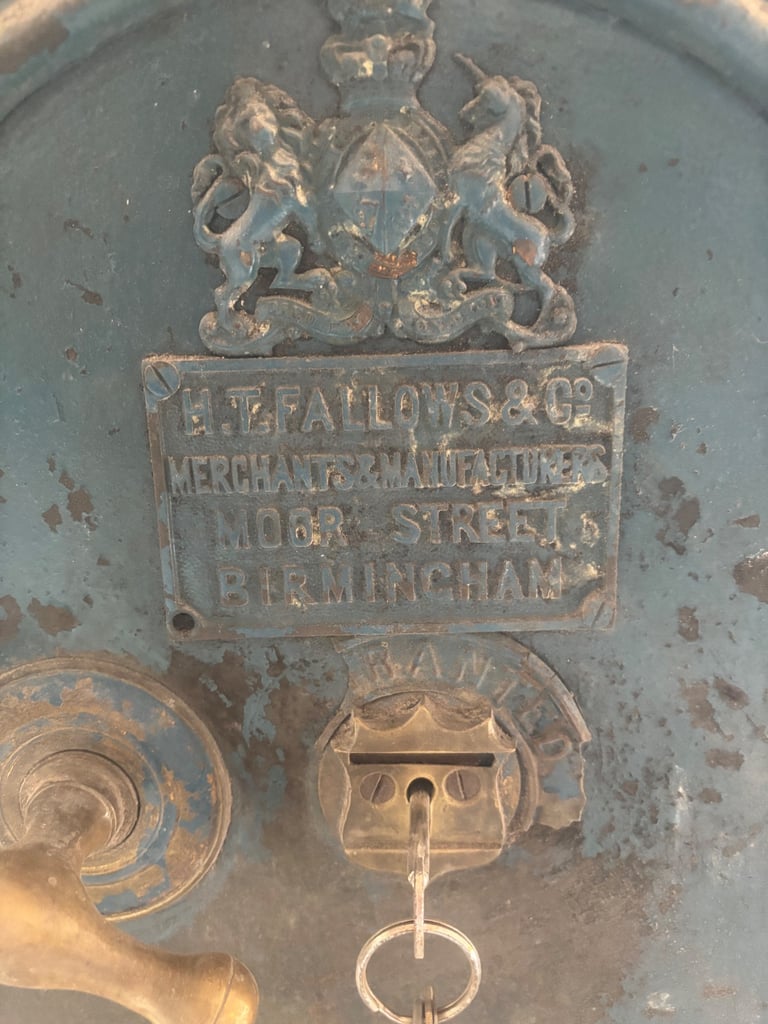 H.T. FALLOWS & Cº
MERCHANTS & MANUFACTURERS
MOOR STREET
BIRMINGHAM